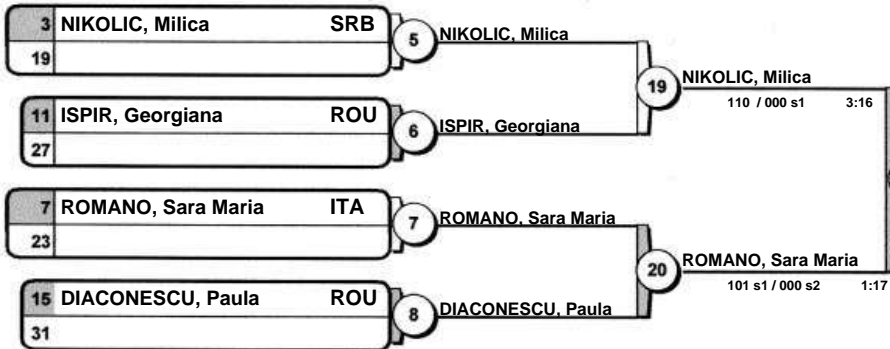 3 NIKOLIC, Milica SRB
19
5
NIKOLIC, Milica
11 ISPIR, Georgiana ROU
27
6
ISPIR, Georgiana
19
NIKOLIC, Milica
110 / 000 s1 3:16
7 ROMANO, Sara Maria ITA
23
7
ROMANO, Sara Maria
15 DIACONESCU, Paula ROU
31
8
DIACONESCU, Paula
20
ROMANO, Sara Maria
101 s1 / 000 s2 1:17